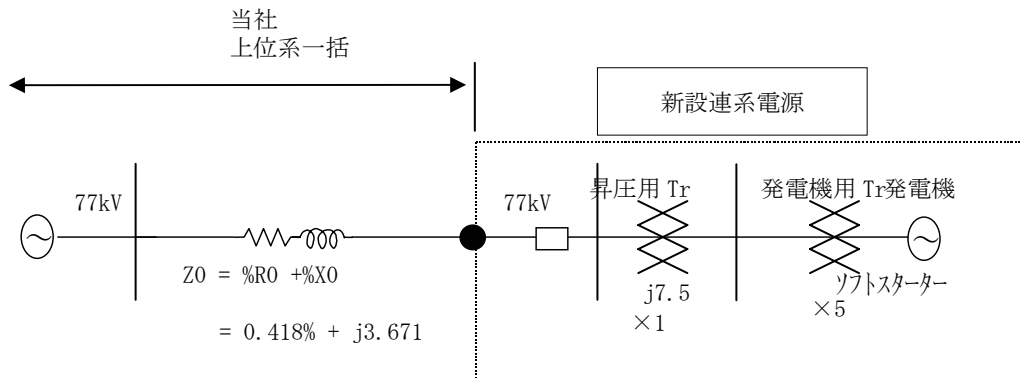 当社
上位系一括
新設連系電源
77kV
77kV
昇圧用 Tr
発電機用 Tr発電機
Z0 = %R0 +%X0
= 0.418% + j3.671
j7.5
×1
ソフトスターター
×5